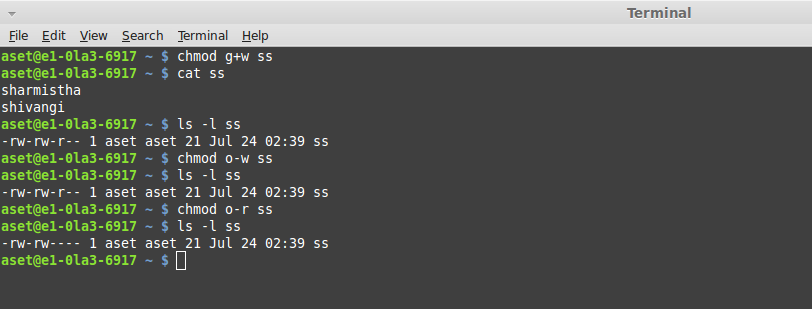 Terminal
File Edit View Search Terminal Help
aset@e1-0la3-6917 ~ $ chmod g+w ss
aset@e1-0la3-6917 ~ $ cat ss
sharmistha
shivangi
aset@e1-0la3-6917 ~ $ ls -l ss
-rw-rw-r-- 1 aset aset 21 Jul 24 02:39 ss
aset@e1-0la3-6917 ~ $ chmod o-w ss
aset@e1-0la3-6917 ~ $ ls -l ss
-rw-rw-r-- 1 aset aset 21 Jul 24 02:39 ss
aset@e1-0la3-6917 ~ $ chmod o-r ss
aset@e1-0la3-6917 ~ $ ls -l ss
-rw-rw---- 1 aset aset 21 Jul 24 02:39 ss
aset@e1-0la3-6917 ~ $